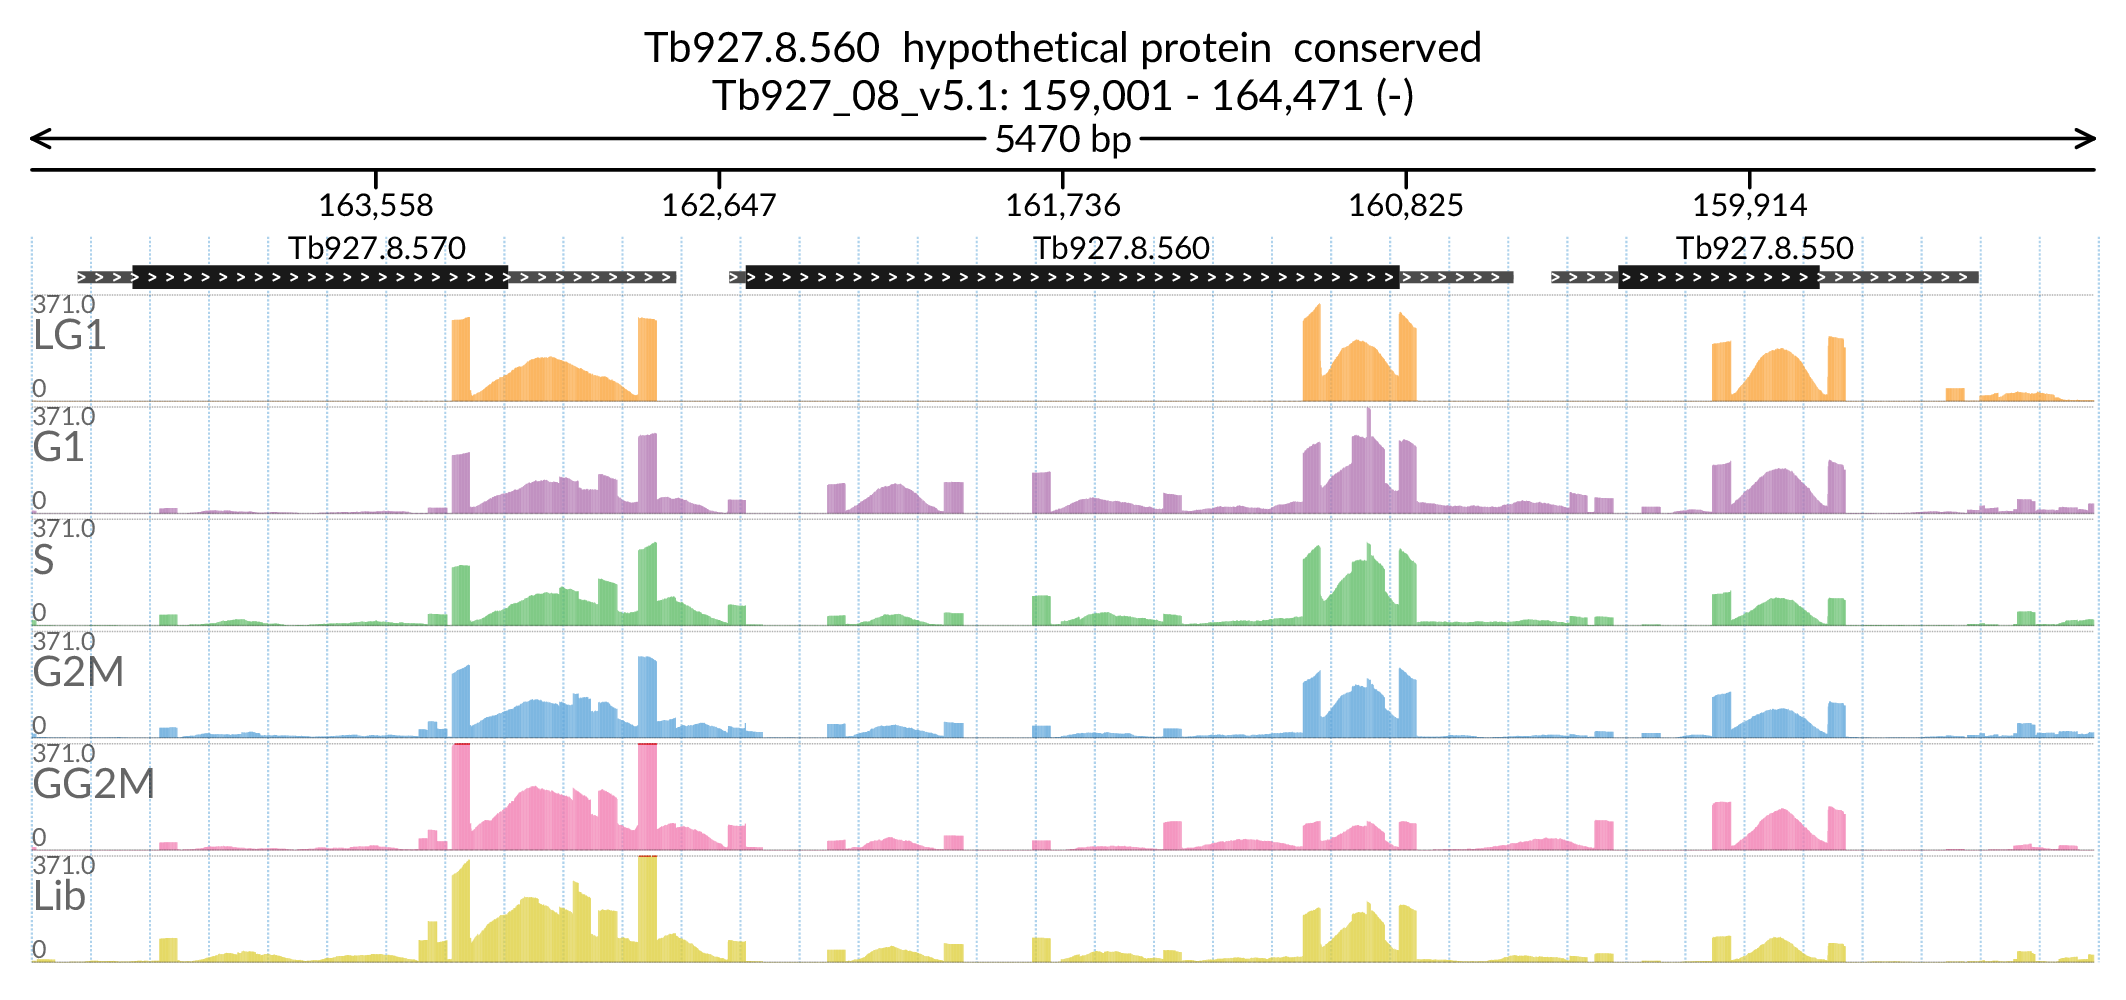 Tb927.8.560  hypothetical protein  conserved
Tb927_08_v5.1: 159,001 - 164,471 (-)
5470 bp
163,558 162,647 161,736 160,825 159,914
Tb927.8.570 Tb927.8.560 Tb927.8.550
371.0
LG1
0
371.0
G1
0
371.0
S
0
371.0
G2M
0
371.0
GG2M
0
371.0
Lib
0